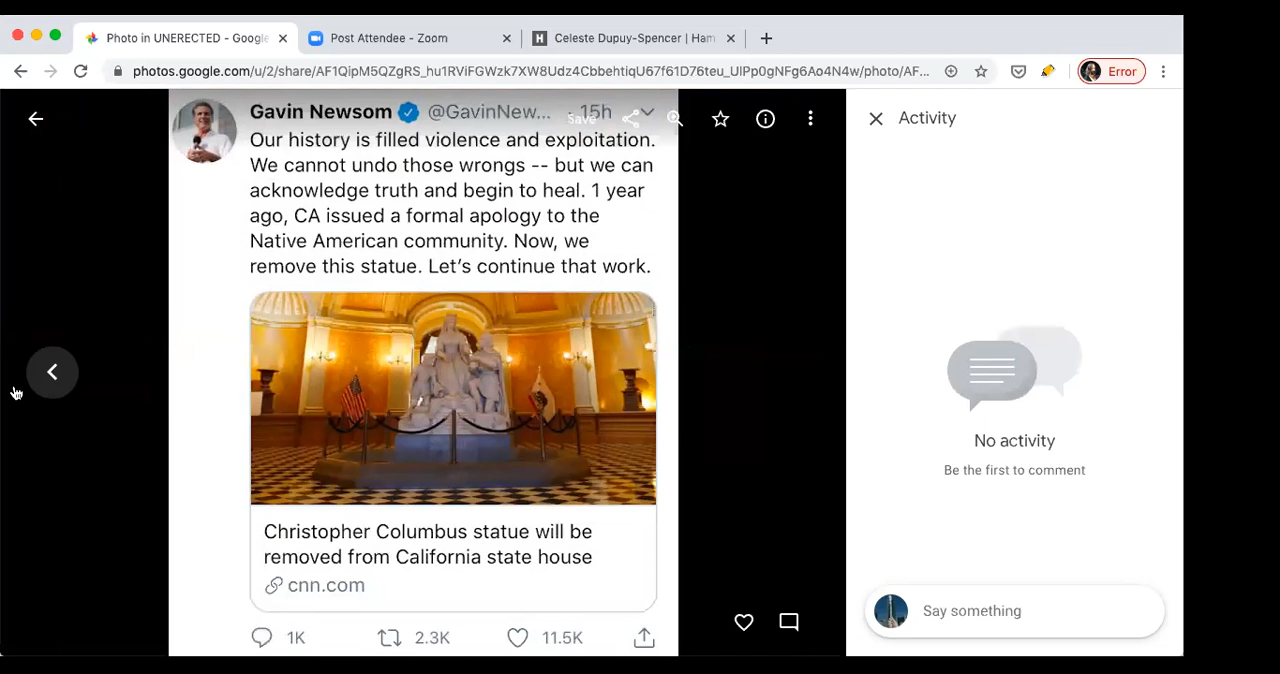 Photo in UNERECTED - Google
Post Attendee - Zoom
Celeste Dupuy-Spencer | Ham
photos.google.com/u/2/share/AF1QipM5QZgRS_hu1RViFGWzk7XW8Udz4CbbehtiqU67f61D76teu_UlPp0gNFg6Ao4N4w/photo/AF...
Error
Gavin Newsom @GavinNew... · 15h
Save
Our history is filled violence and exploitation.
We cannot undo those wrongs -- but we can
acknowledge truth and begin to heal. 1 year
ago, CA issued a formal apology to the
Native American community. Now, we
remove this statue. Let's continue that work.
Christopher Columbus statue will be
removed from California state house
cnn.com
1K 2.3K 11.5K
Activity
No activity
Be the first to comment
Say something